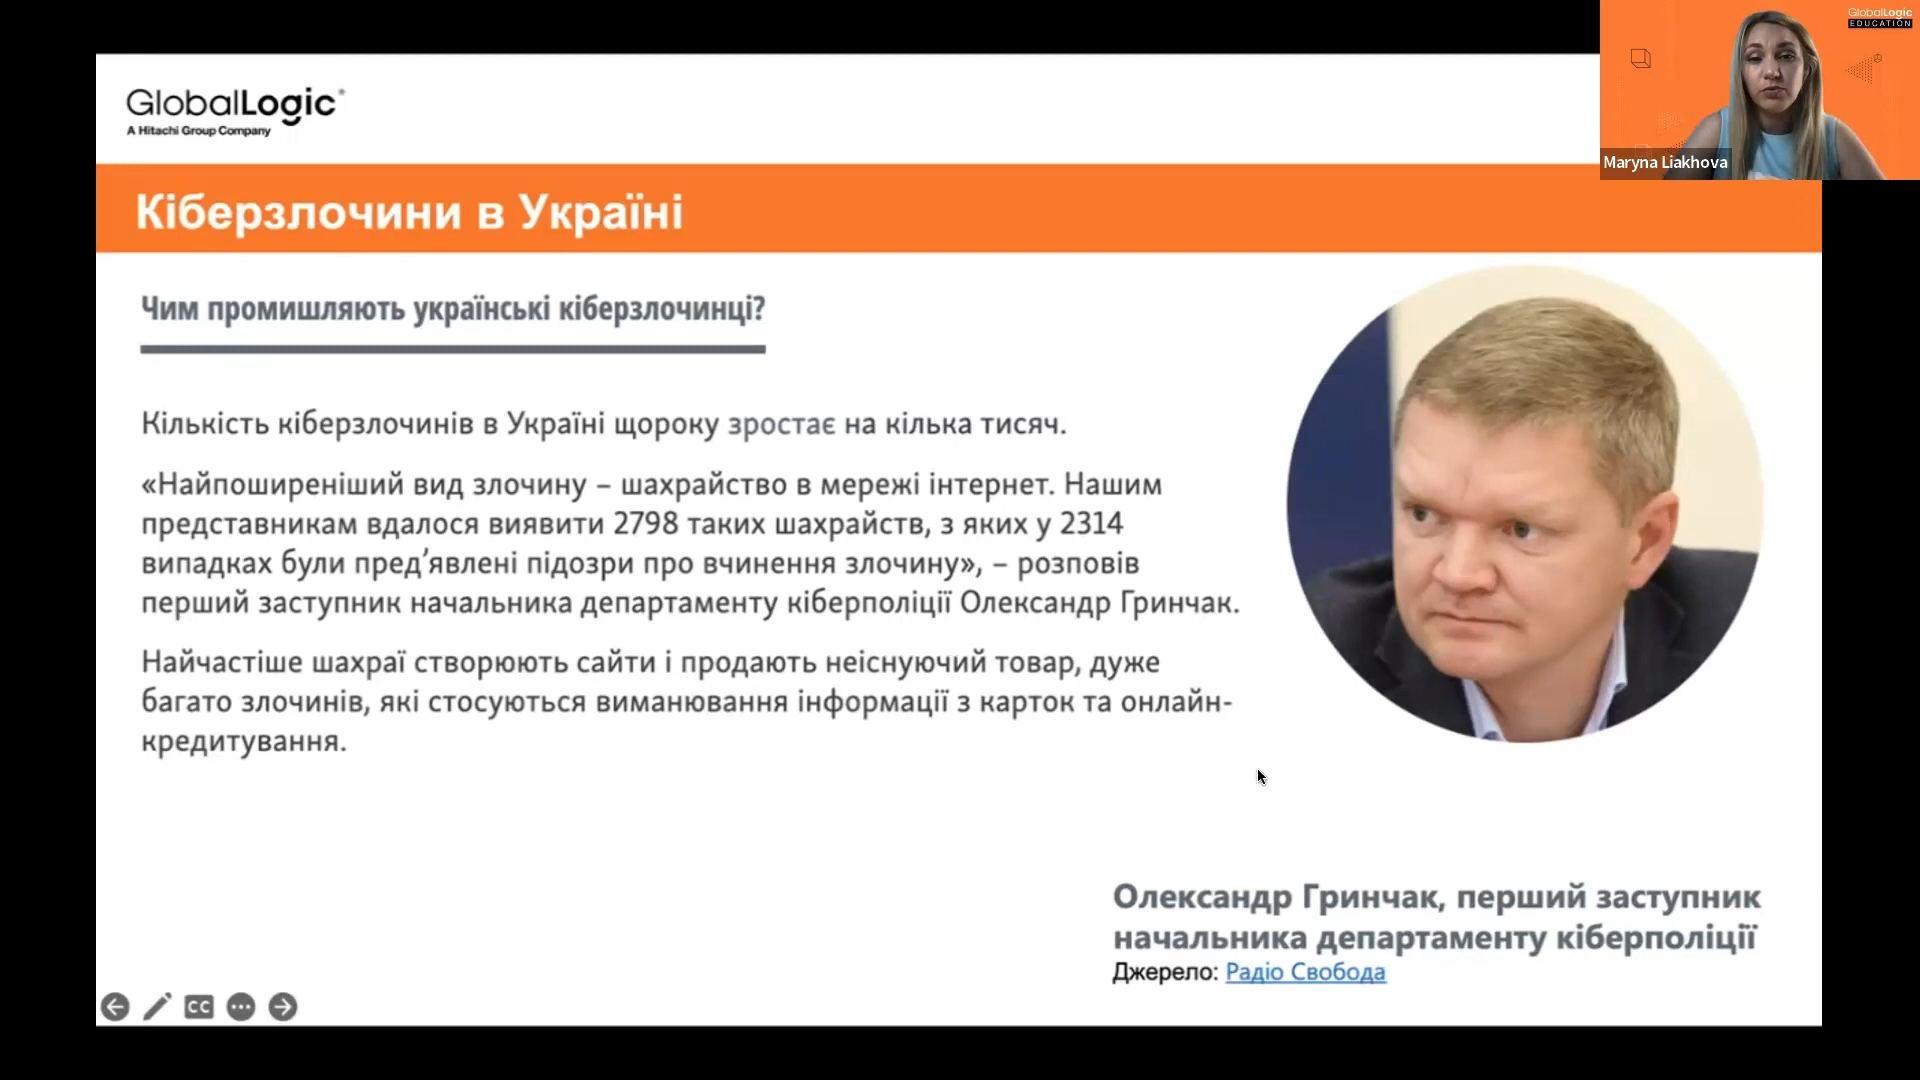 GlobalLogic®
A Hitachi Group Company
GlobalLogic
EDUCATION
Maryna Liakhova
Кіберзлочини в Україні
Чим промишляють українські кіберзлочинці?
Кількість кіберзлочинів в Україні щороку зростає на кілька тисяч.
«Найпоширеніший вид злочину – шахрайство в мережі інтернет. Нашим
представникам вдалося виявити 2798 таких шахрайств, з яких у 2314
випадках були пред’явлені підозри про вчинення злочину», – розповів
перший заступник начальника департаменту кіберполіції Олександр Гринчак.
Найчастіше шахраї створюють сайти і продають неіснуючий товар, дуже
багато злочинів, які стосуються виманювання інформації з карток та онлайн-
кредитування.
Олександр Гринчак, перший заступник
начальника департаменту кіберполіції
Джерело: Радіо Свобода
CC